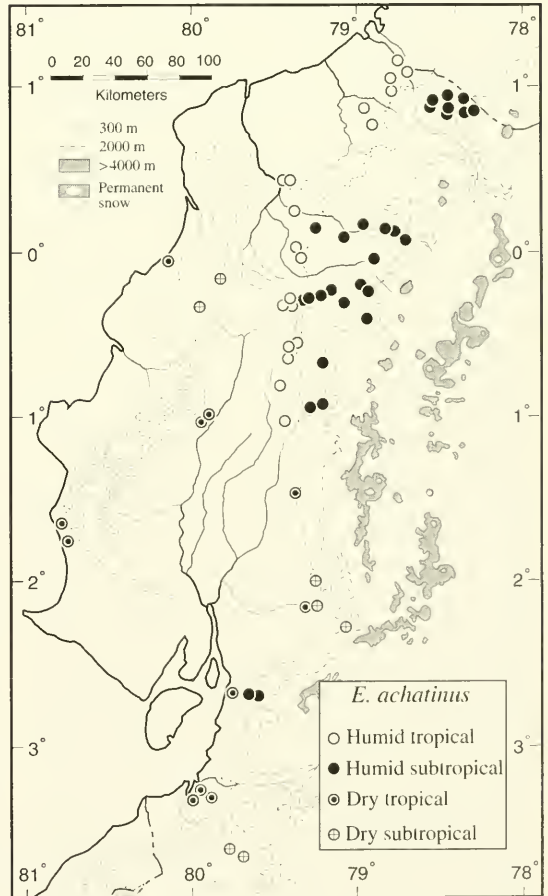 81° 80° 79° 78°
0 20 40 60 80 100
Kilometers
300 m
2000 m
>4000 m
Permanent
snow
1° 1°
0° 0°
1° 1°
2° 2°
3° 3°
E. achatinus
Humid tropical
Humid subtropical
Dry tropical
Dry subtropical
81° 80° 79° 78°